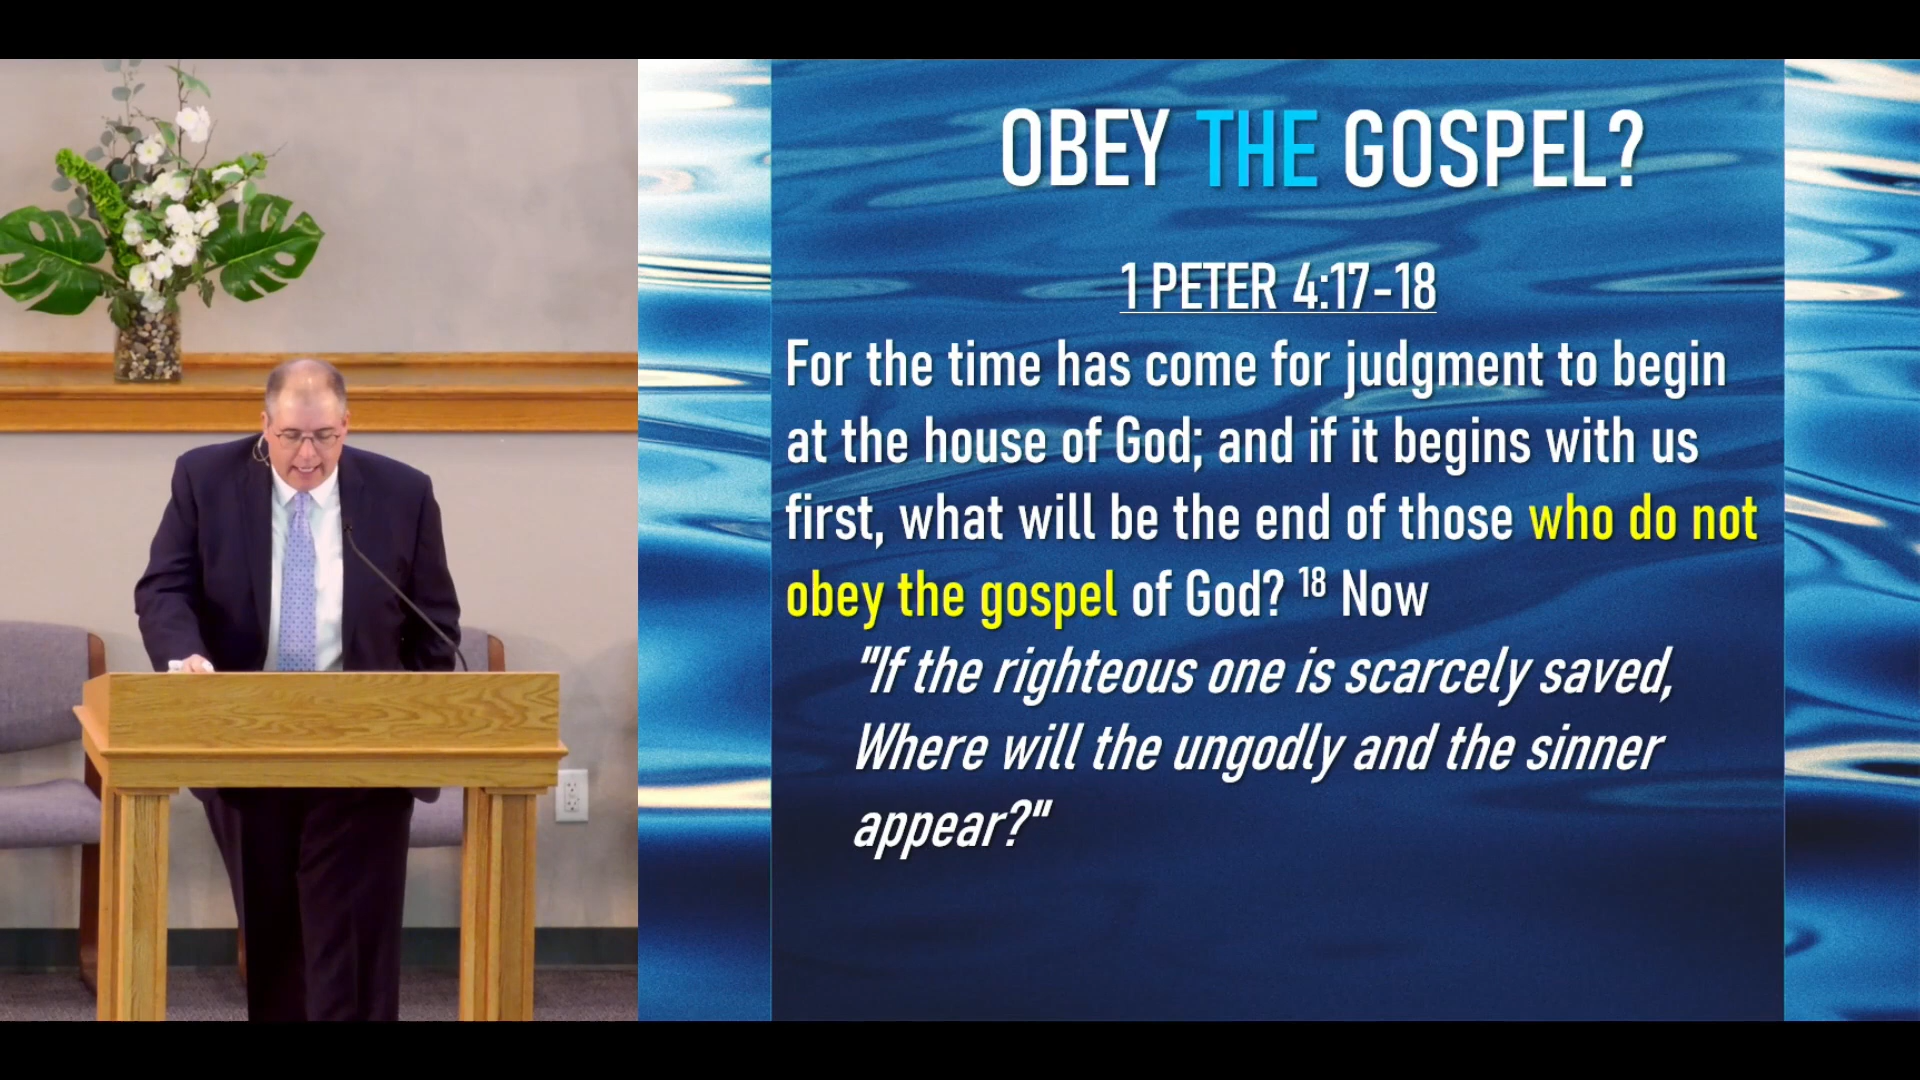 OBEY THE GOSPEL?
1 PETER 4:17-18
For the time has come for judgment to begin
at the house of God; and if it begins with us
first, what will be the end of those who do not
obey the gospel of God? 18 Now
"If the righteous one is scarcely saved,
Where will the ungodly and the sinner
appear?"